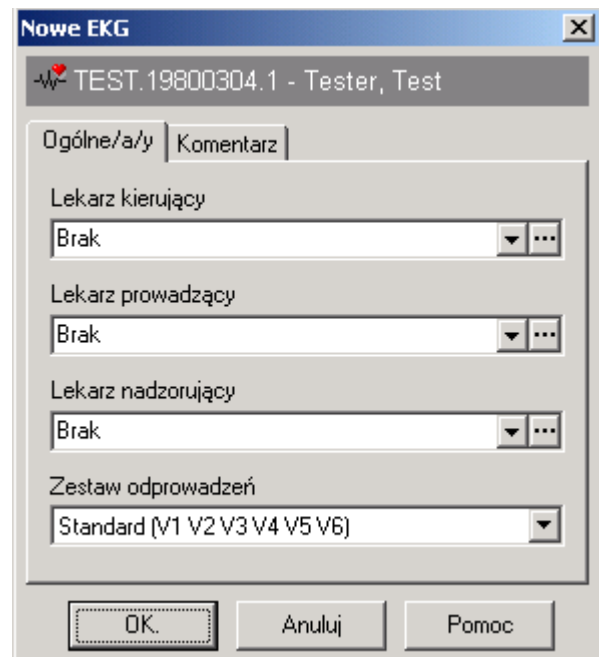 Nowe EKG
TEST.19800304.1 - Tester, Test
Ogólne/a/y
Komentarz
Lekarz kierujący
Brak
Lekarz prowadzący
Brak
Lekarz nadzorujący
Brak
Zestaw odprowadzeń
Standard (V1 V2 V3 V4 V5 V6)
OK.
Anuluj
Pomoc